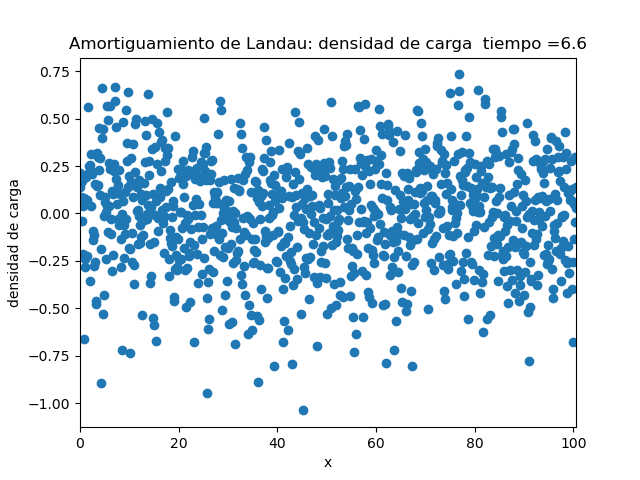 Amortiguamiento de Landau: densidad de carga  tiempo =6.6
0.75
0.50
0.25
0.00
−0.25
−0.50
−0.75
−1.00
densidad de carga
0 20 40 60 80 100
x